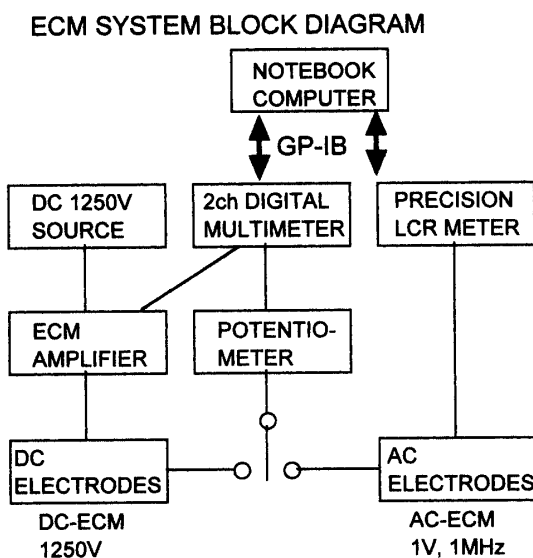 ECM SYSTEM BLOCK DIAGRAM
NOTEBOOK
COMPUTER
GP-IB
DC 1250V
SOURCE
2ch DIGITAL
MULTIMETER
PRECISION
LCR METER
ECM
AMPLIFIER
POTENTIO-
METER
DC
ELECTRODES
AC
ELECTRODES
DC-ECM
1250V
AC-ECM
1V, 1MHz